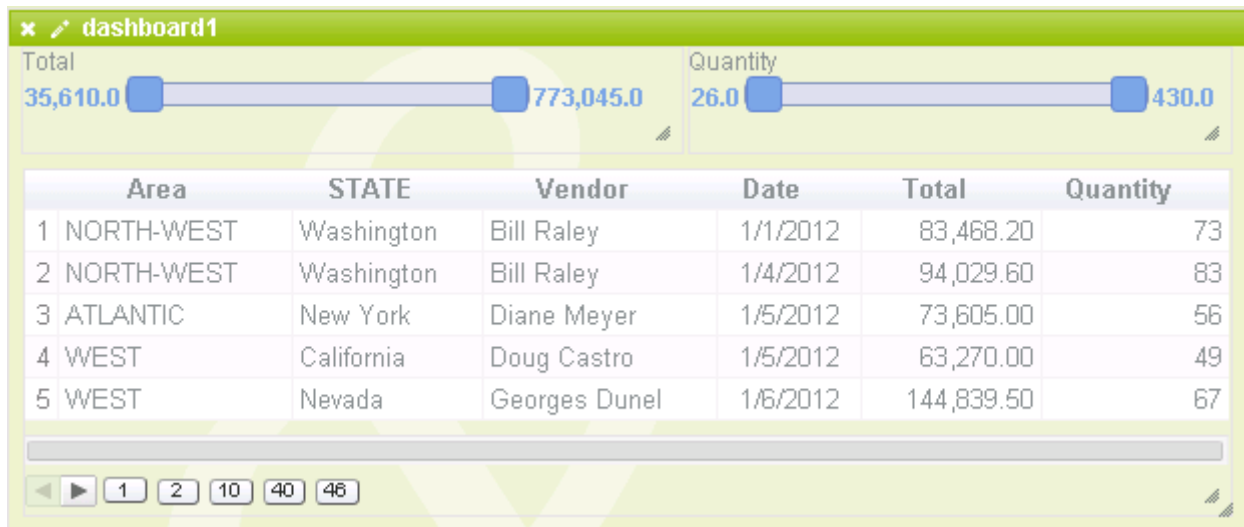 dashboard1
Total Quantity
35,610.0 773,045.0 26.0 430.0
Area STATE Vendor Date Total Quantity
1 NORTH-WEST Washington Bill Raley 1/1/2012 83,468.20 73
2 NORTH-WEST Washington Bill Raley 1/4/2012 94,029.60 83
3 ATLANTIC New York Diane Meyer 1/5/2012 73,605.00 56
4 WEST California Doug Castro 1/5/2012 63,270.00 49
5 WEST Nevada Georges Dunel 1/6/2012 144,839.50 67
1 2 10 40 46